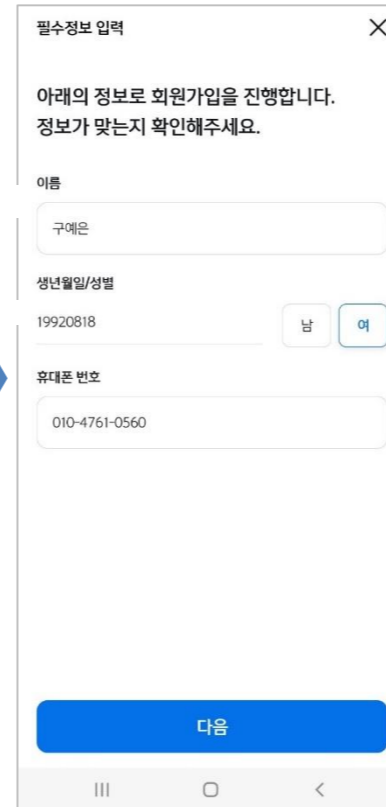 필수정보 입력
아래의 정보로 회원가입을 진행합니다.
정보가 맞는지 확인해주세요.
이름
구예은
생년월일/성별
19920818 남 여
휴대폰 번호
010-4761-0560
다음